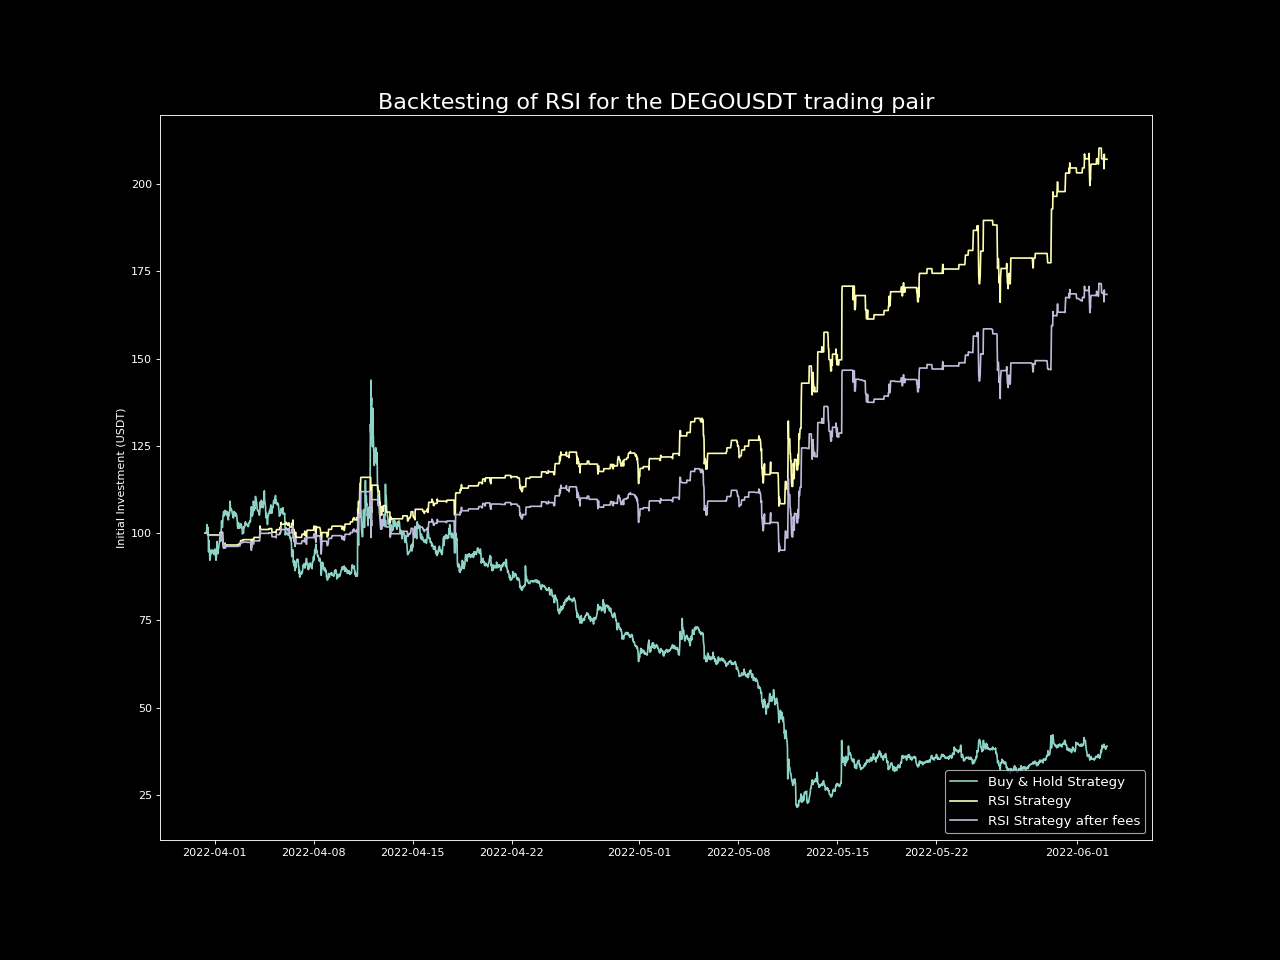 Backtesting of RSI for the DEGOUSDT trading pair
Initial Investment (USDT)
200
175
150
125
100
75
50
25
2022-04-01 2022-04-08 2022-04-15 2022-04-22 2022-05-01 2022-05-08 2022-05-15 2022-05-22 2022-06-01
Buy & Hold Strategy
RSI Strategy
RSI Strategy after fees